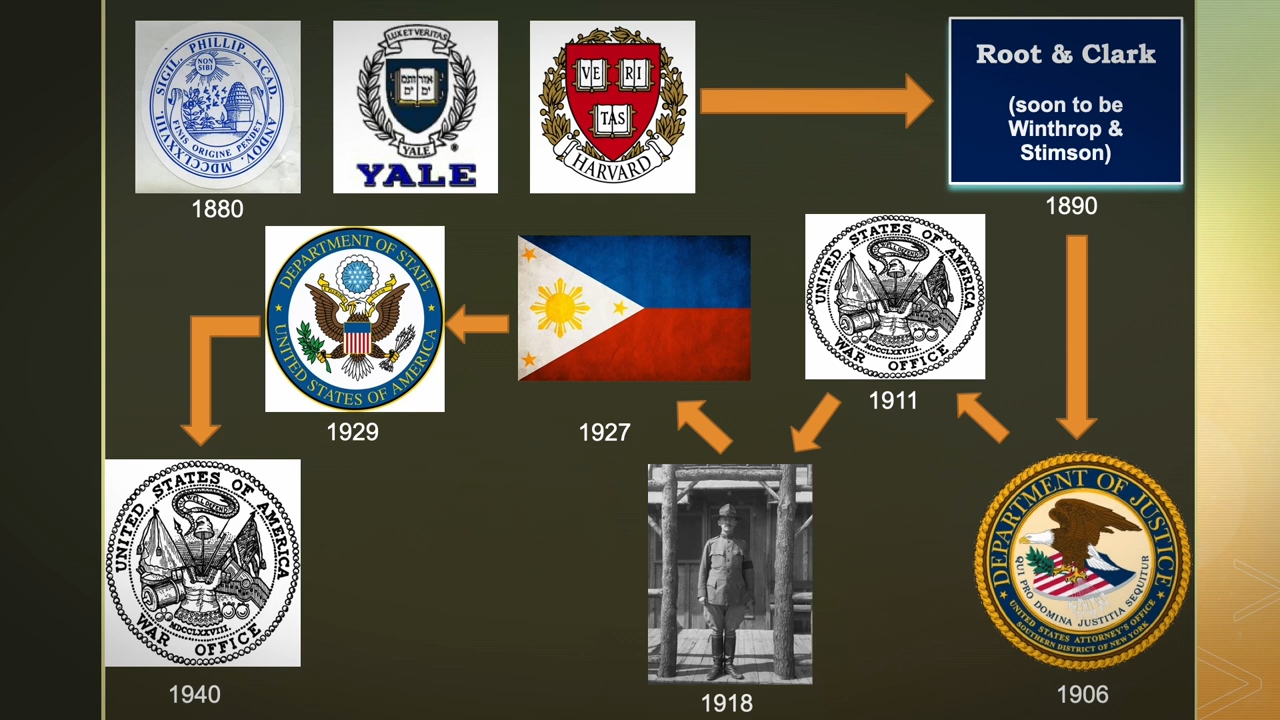 SIGIL. PHILLIP. ACAD. ANDOV. MDCCLXXVIII.
NON
SIBI
FINIS ORIGINE PENDET
LUX ET VERITAS
YALE
YALE
VE RI
TAS
HARVARD
Root & Clark
(soon to be
Winthrop &
Stimson)
1880
1890
DEPARTMENT OF STATE
UNITED STATES OF AMERICA
1929
1927
UNITED STATES OF AMERICA
MDCCLXXVIII.
WAR OFFICE
1911
UNITED STATES OF AMERICA
MDCCLXXVIII.
WAR OFFICE
1940
1918
DEPARTMENT OF JUSTICE
QUI PRO DOMINA JUSTITIA SEQUITUR
UNITED STATES ATTORNEY'S OFFICE
SOUTHERN DISTRICT OF NEW YORK
1906